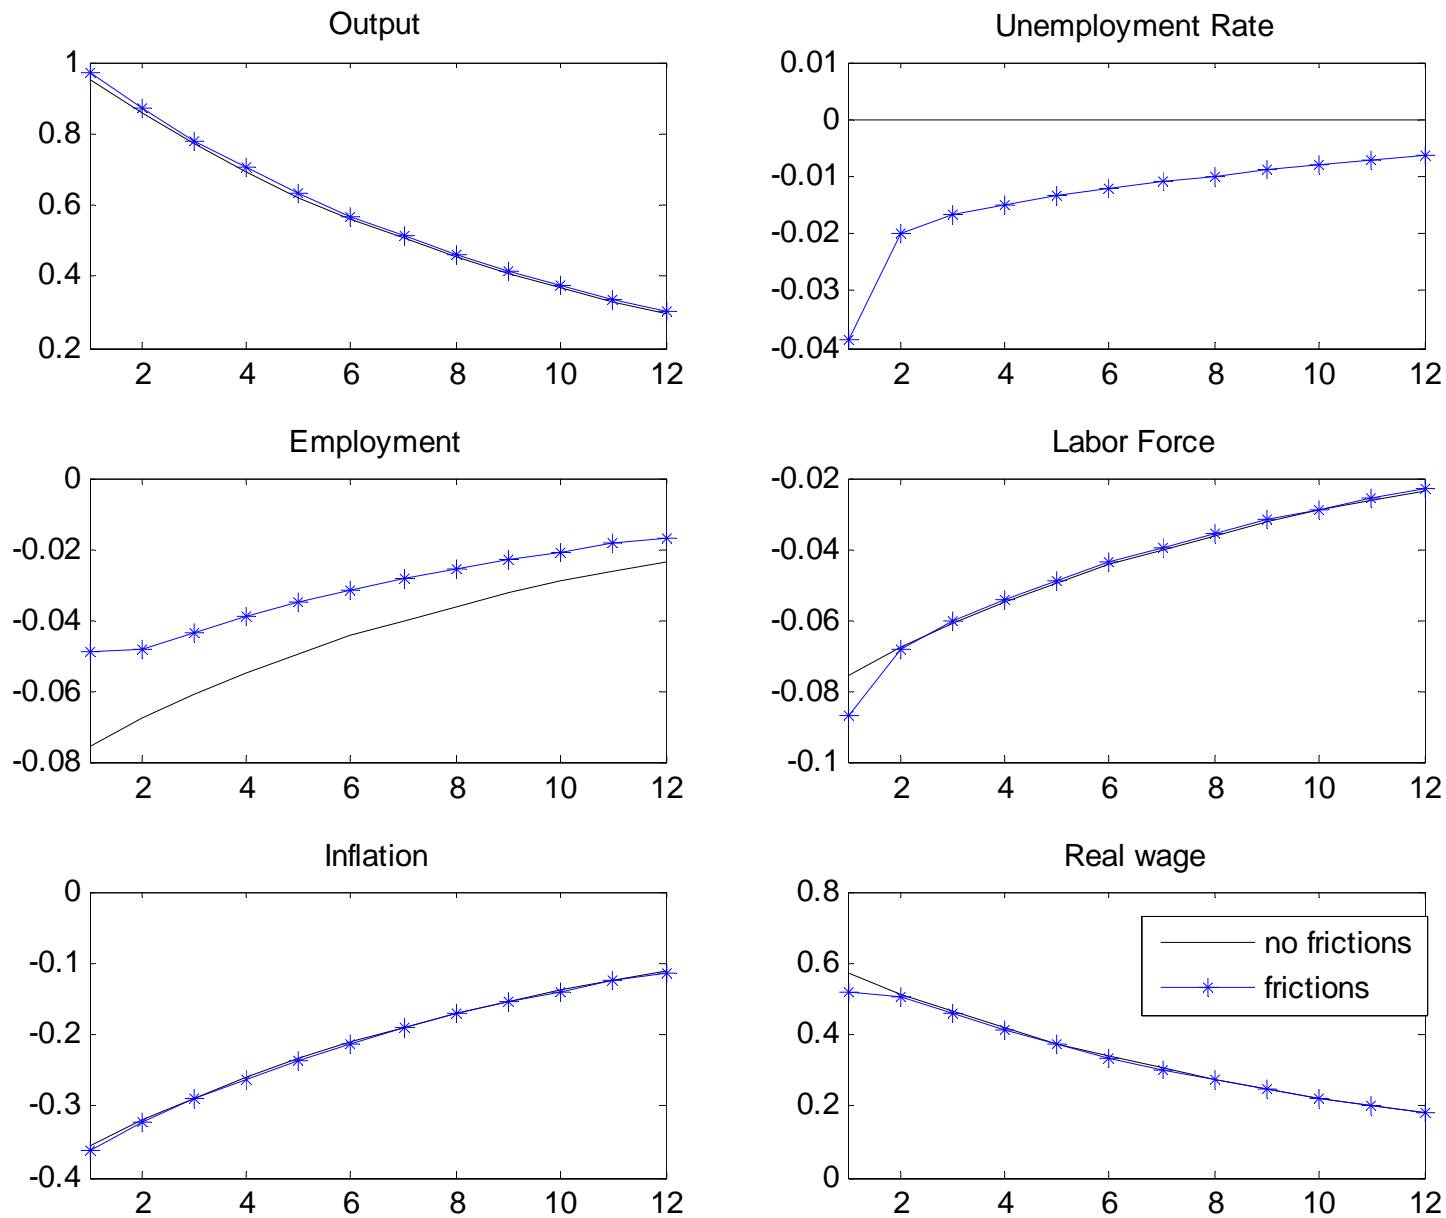 Output
1
0.8
0.6
0.4
0.2
2 4 6 8 10 12
Unemployment Rate
0.01
0
-0.01
-0.02
-0.03
-0.04
2 4 6 8 10 12
Employment
0
-0.02
-0.04
-0.06
-0.08
2 4 6 8 10 12
Labor Force
-0.02
-0.04
-0.06
-0.08
-0.1
2 4 6 8 10 12
Inflation
0
-0.1
-0.2
-0.3
-0.4
2 4 6 8 10 12
Real wage
0.8
0.6
0.4
0.2
0
no frictions
frictions
2 4 6 8 10 12